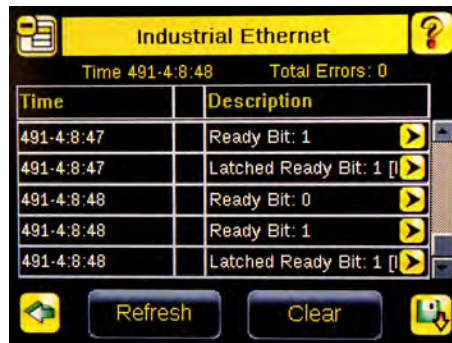 Industrial Ethernet
?
Time 491-4:8:48 Total Errors: 0
Time Description
491-4:8:47 Ready Bit: 1
491-4:8:47 Latched Ready Bit: 1 [
491-4:8:48 Ready Bit: 0
491-4:8:48 Ready Bit: 1
491-4:8:48 Latched Ready Bit: 1 [
Refresh Clear